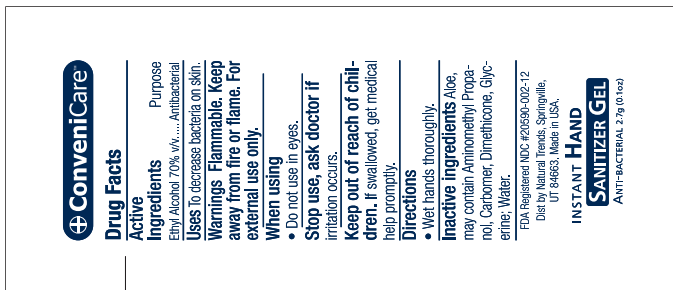 ConveniCare™
Drug Facts
Active
Ingredients Purpose
Ethyl Alcohol 70% v/v.....Antibacterial
Uses To decrease bacteria on skin.
Warnings Flammable. Keep
away from fire or flame. For
external use only.
When using
• Do not use in eyes.
Stop use, ask doctor if
irritation occurs.
Keep out of reach of chil-
dren. If swallowed, get medical
help promptly.
Directions
• Wet hands thoroughly.
Inactive ingredients Aloe,
may contain Aminomethyl Propa-
nol, Carbomer, Dimethicone, Glyc-
erine; Water.
FDA Registered NDC #20590-002-12
Dist by Natural Trends, Springville,
UT 84663. Made in USA.
INSTANT HAND
SANITIZER GEL
ANTI-BACTERIAL 2.7g (0.1oz)